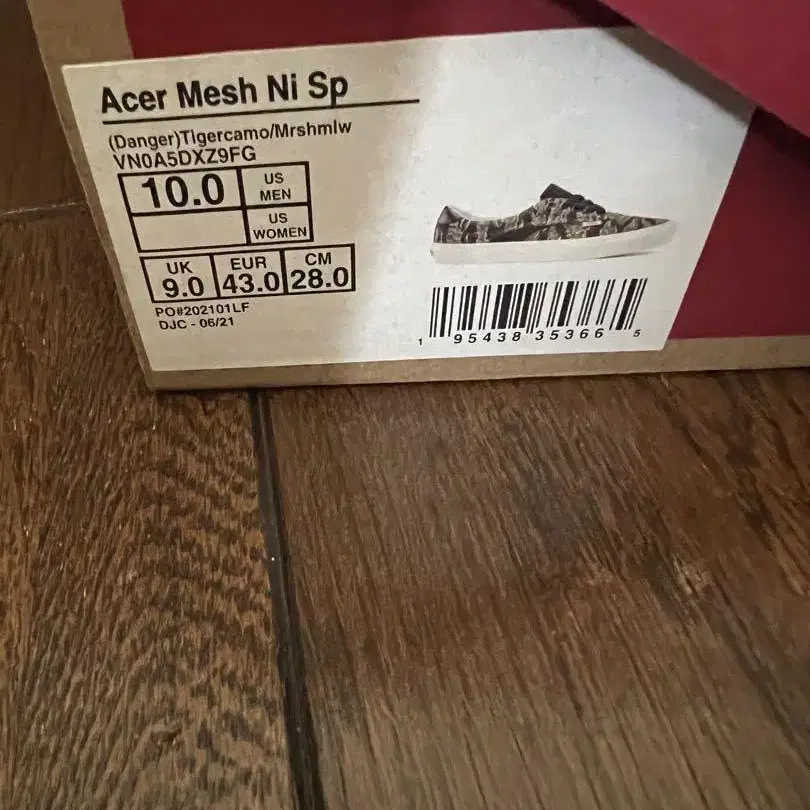 Acer Mesh Ni Sp
(Danger)Tigercamo/Mrshmlw
VN0A5DXZ9FG
10.0 US MEN
US WOMEN
UK EUR CM
9.0 43.0 28.0
PO#202101LF
DJC - 06/21
1 95438 35366 5